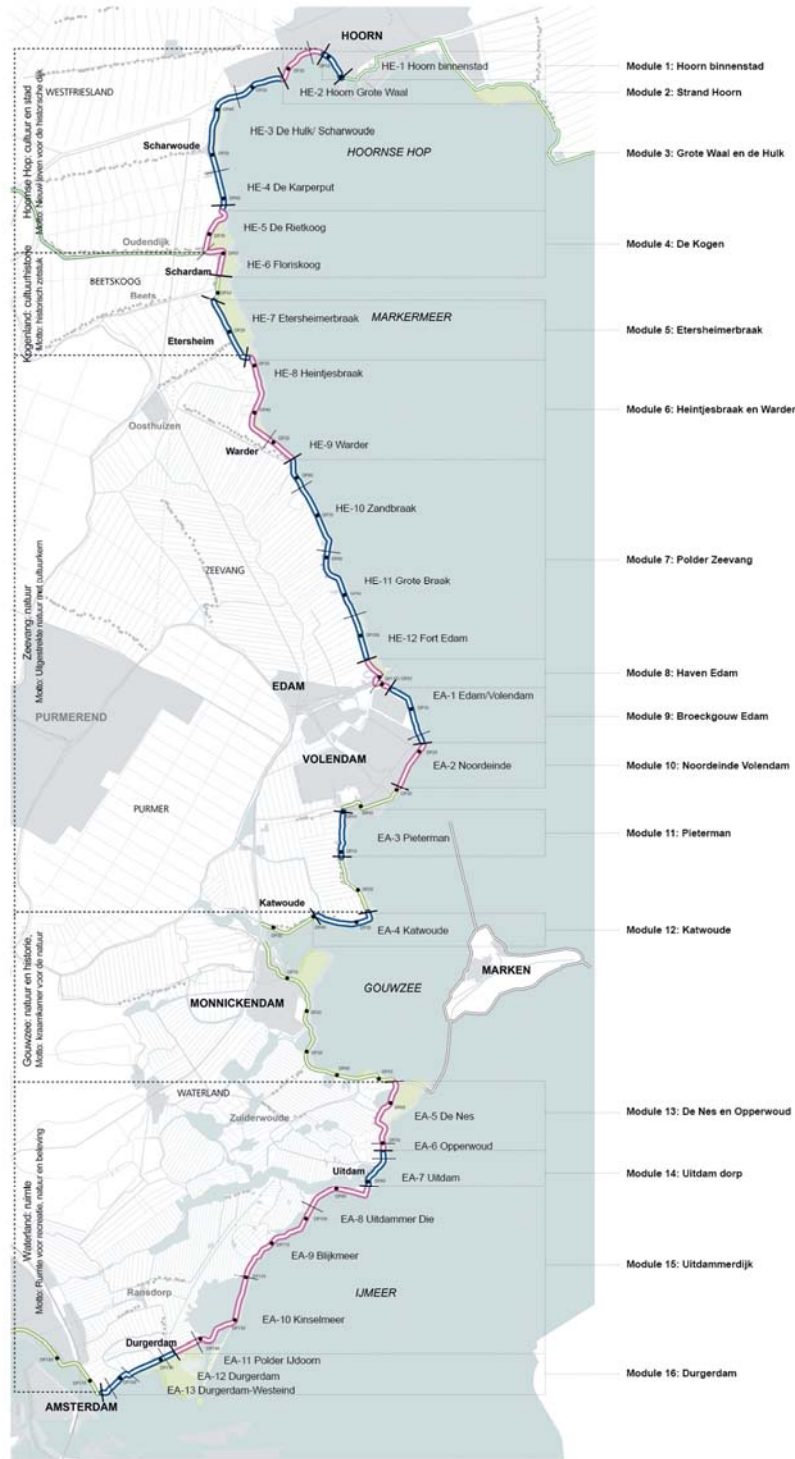 HOORN
HE-1 Hoorn binnenstad
Module 1: Hoorn binnenstad
HE-2 Hoorn Grote Waal
Module 2: Strand Hoorn
WESTFRIESLAND
HE-3 De Hulk/ Scharwoude
Scharwoude
HOORNSE HOP
Module 3: Grote Waal en de Hulk
HE-4 De Karperput
HE-5 De Rietkoog
Oudendijk
Module 4: De Kogen
HE-6 Floriskoog
Schardam
BEETSKOOG
Beets
HE-7 Etersheimerbraak
MARKERMEER
Module 5: Etersheimerbraak
Etersheim
HE-8 Heintjesbraak
Module 6: Heintjesbraak en Warder
Oosthuizen
HE-9 Warder
Warder
HE-10 Zandbraak
ZEEVANG
Module 7: Polder Zeevang
HE-11 Grote Braak
HE-12 Fort Edam
Module 8: Haven Edam
EDAM
EA-1 Edam/Volendam
PURMEREND
Module 9: Broeckgouw Edam
VOLENDAM
EA-2 Noordeinde
Module 10: Noordeinde Volendam
PURMER
EA-3 Pieterman
Module 11: Pieterman
Katwoude
EA-4 Katwoude
Module 12: Katwoude
MARKEN
GOUWZEE
MONNICKENDAM
WATERLAND
EA-5 De Nes
Module 13: De Nes en Opperwoud
Zuiderwoude
EA-6 Opperwoud
Uitdam
EA-7 Uitdam
Module 14: Uitdam dorp
EA-8 Uitdammer Die
EA-9 Blijkmeer
Module 15: Uitdammerdijk
Ransdorp
IJMEER
EA-10 Kinselmeer
Durgerdam
EA-11 Polder IJdoorn
EA-12 Durgerdam
Module 16: Durgerdam
EA-13 Durgerdam-Westeind
AMSTERDAM
Hoornse Hop: cultuur en stad
Motto: Nieuw leven voor de historische dijk
Kogenland: cultuurhistorie
Motto: historisch zetstuk
Zeevang: natuur
Motto: Uitgestrekte natuur met cultuurkern
Gouwzee: natuur en historie,
Motto: kraamkamer voor de natuur
Waterland: ruimte
Motto: Ruimte voor recreatie, natuur en beleving